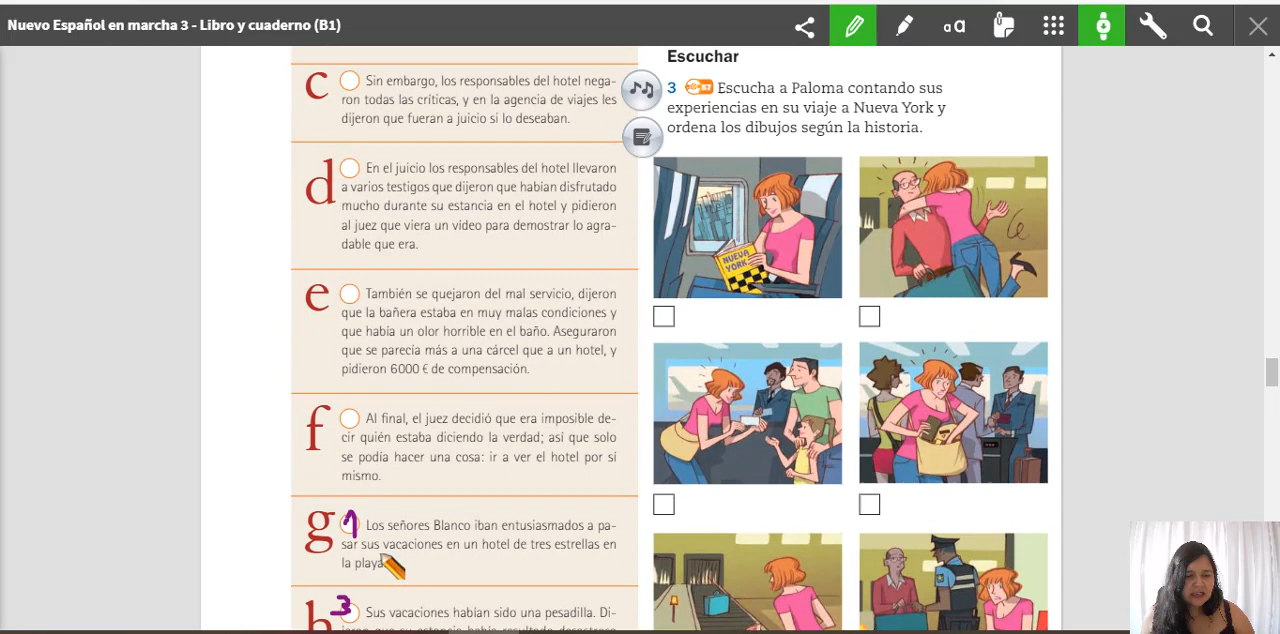 Nuevo Español en marcha 3 - Libro y cuaderno (B1)
aa
c Sin embargo, los responsables del hotel nega-
ron todas las críticas, y en la agencia de viajes les
dijeron que fueran a juicio si lo deseaban.
d En el juicio los responsables del hotel llevaron
a varios testigos que dijeron que habían disfrutado
mucho durante su estancia en el hotel y pidieron
al juez que viera un vídeo para demostrar lo agra-
dable que era.
e También se quejaron del mal servicio, dijeron
que la bañera estaba en muy malas condiciones y
que había un olor horrible en el baño. Aseguraron
que se parecía más a una cárcel que a un hotel, y
pidieron 6000 € de compensación.
f Al final, el juez decidió que era imposible de-
cir quién estaba diciendo la verdad; así que solo
se podía hacer una cosa: ir a ver el hotel por sí
mismo.
g 1 Los señores Blanco iban entusiasmados a pa-
sar sus vacaciones en un hotel de tres estrellas en
la playa
h 3 Sus vacaciones habían sido una pesadilla. Di-
jeron que su estancia había resultado desastrosa
Escuchar
3 57 Escucha a Paloma contando sus
experiencias en su viaje a Nueva York y
ordena los dibujos según la historia.
NUEVA
YORK